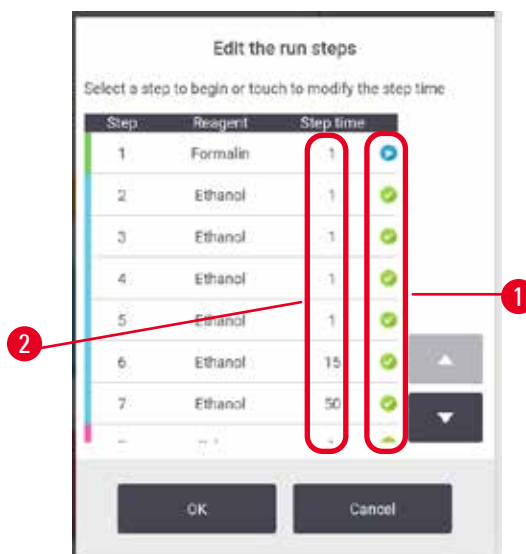 Edit the run steps
Select a step to begin or touch to modify the step time
Step Reagent Step time
1 Formalin 1
2 Ethanol 1
3 Ethanol 1
4 Ethanol 1
5 Ethanol 1
6 Ethanol 15
7 Ethanol 50
OK Cancel
1
2